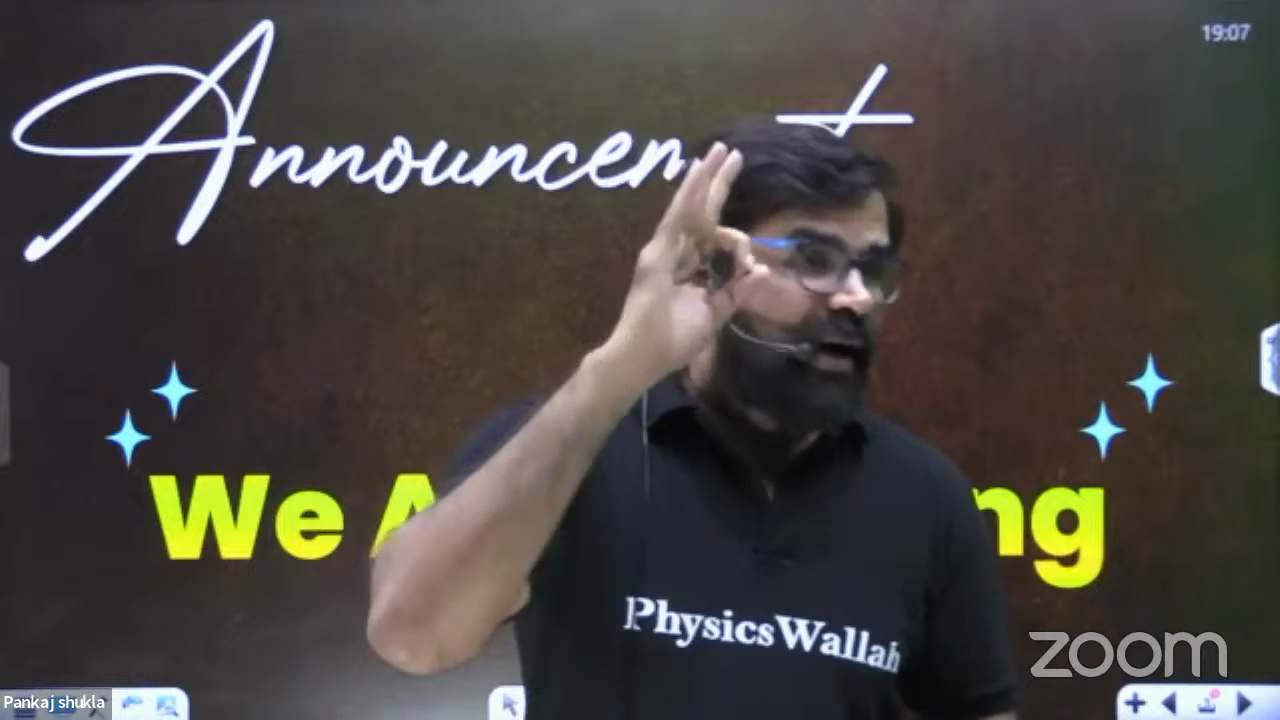 19:07
Announcem t
We A ng
PhysicsWallah
zoom
Pankaj shukla